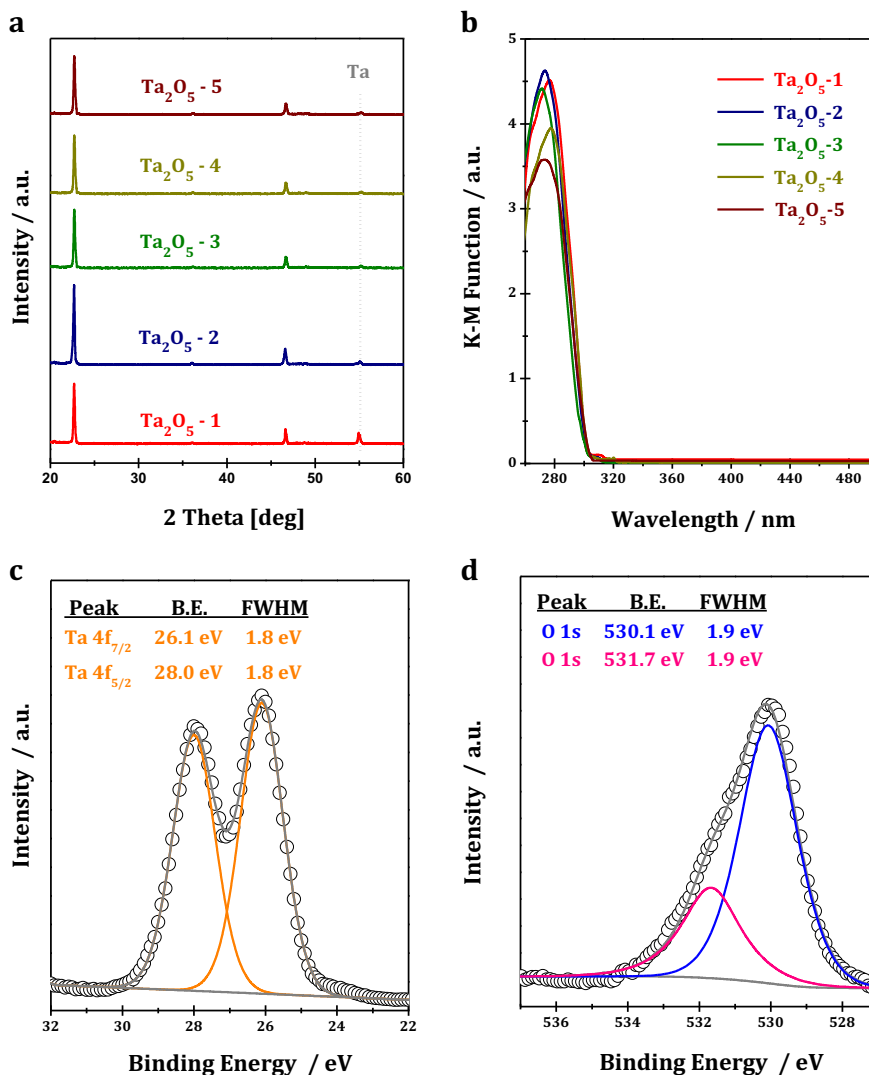 a
Ta
Ta₂O₅ - 5
Ta₂O₅ - 4
Ta₂O₅ - 3
Ta₂O₅ - 2
Ta₂O₅ - 1
Intensity / a.u.
20 30 40 50 60
2 Theta [deg]
b
5
4
3
2
1
0
Ta₂O₅-1
Ta₂O₅-2
Ta₂O₅-3
Ta₂O₅-4
Ta₂O₅-5
K-M Function / a.u.
280 320 360 400 440 480
Wavelength / nm
c
Peak B.E. FWHM
Ta 4f₇/₂ 26.1 eV 1.8 eV
Ta 4f₅/₂ 28.0 eV 1.8 eV
Intensity / a.u.
32 30 28 26 24 22
Binding Energy / eV
d
Peak B.E. FWHM
O 1s 530.1 eV 1.9 eV
O 1s 531.7 eV 1.9 eV
Intensity / a.u.
536 534 532 530 528
Binding Energy / eV